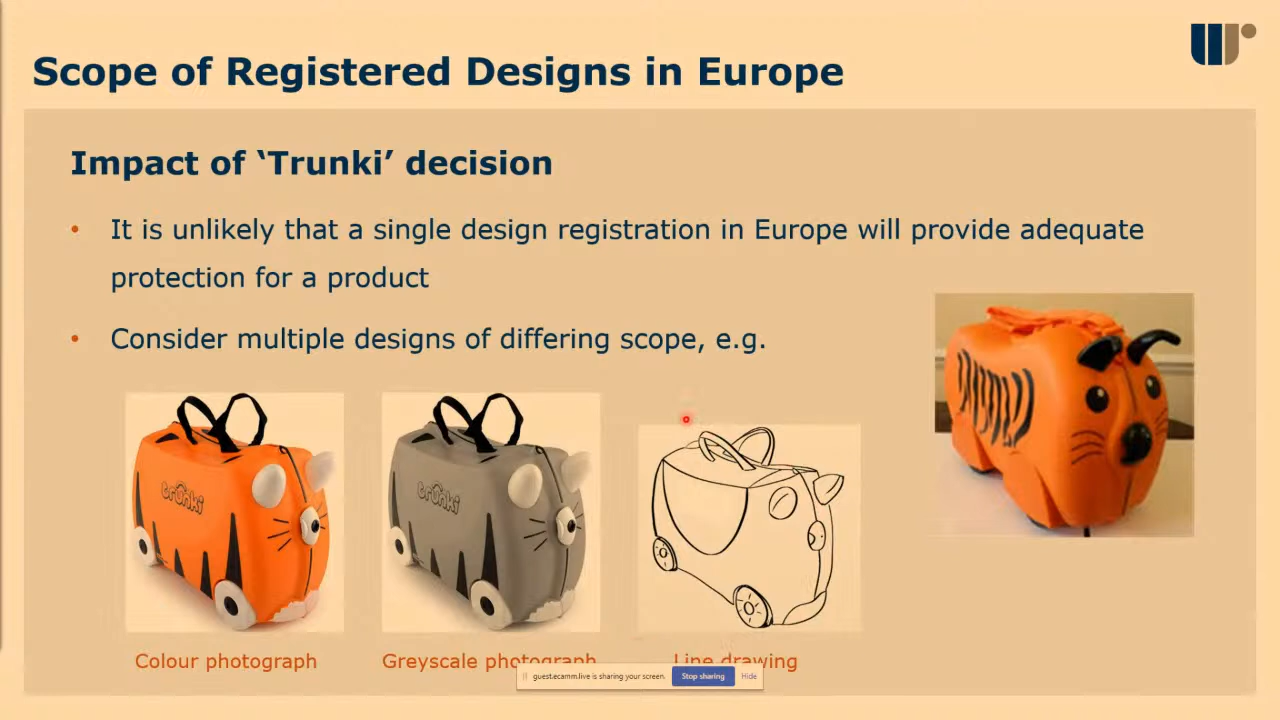 Scope of Registered Designs in Europe
Impact of ‘Trunki’ decision
• It is unlikely that a single design registration in Europe will provide adequate
protection for a product
• Consider multiple designs of differing scope, e.g.
trunki
trunki
Colour photograph
Greyscale photograph
Line drawing
guest.ecamm.live is sharing your screen.
Stop sharing
Hide